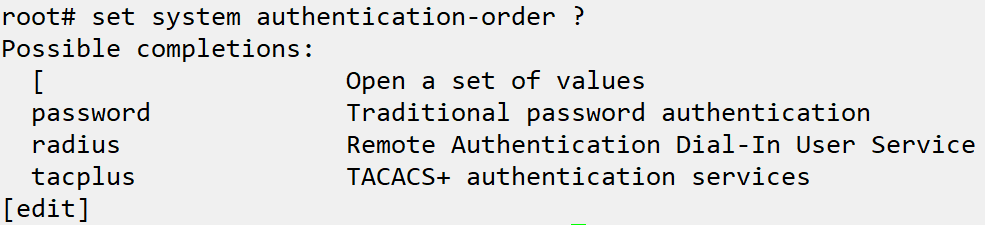 root# set system authentication-order ?
Possible completions:
[ Open a set of values
password Traditional password authentication
radius Remote Authentication Dial-In User Service
tacplus TACACS+ authentication services
[edit]